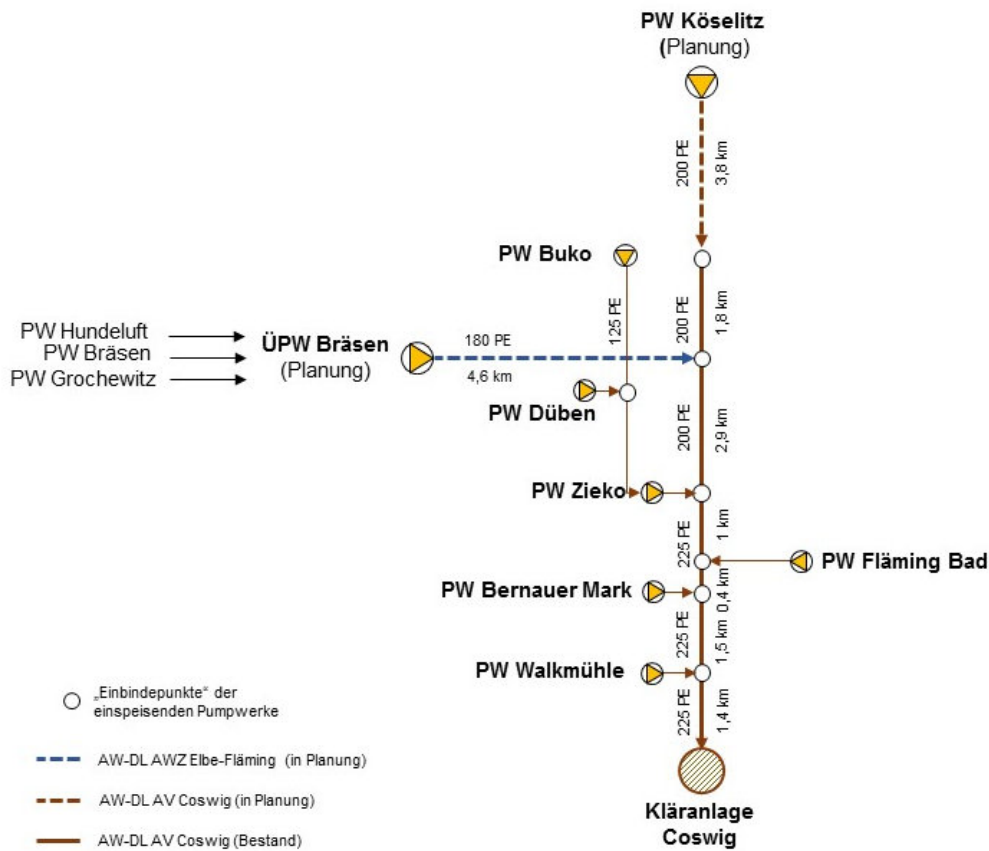 PW Köselitz
(Planung)
200 PE
3,8 km
PW Buko
125 PE
200 PE
1,8 km
PW Hundeluft
PW Bräsen
PW Grochewitz
ÜPW Bräsen
(Planung)
180 PE
4,6 km
PW Düben
200 PE
2,9 km
PW Zieko
225 PE
1 km
PW Fläming Bad
PW Bernauer Mark
0,4 km
225 PE
1,5 km
PW Walkmühle
225 PE
1,4 km
Kläranlage
Coswig
„Einbindepunkte“ der
einspeisenden Pumpwerke
AW-DL AWZ Elbe-Fläming (in Planung)
AW-DL AV Coswig (in Planung)
AW-DL AV Coswig (Bestand)